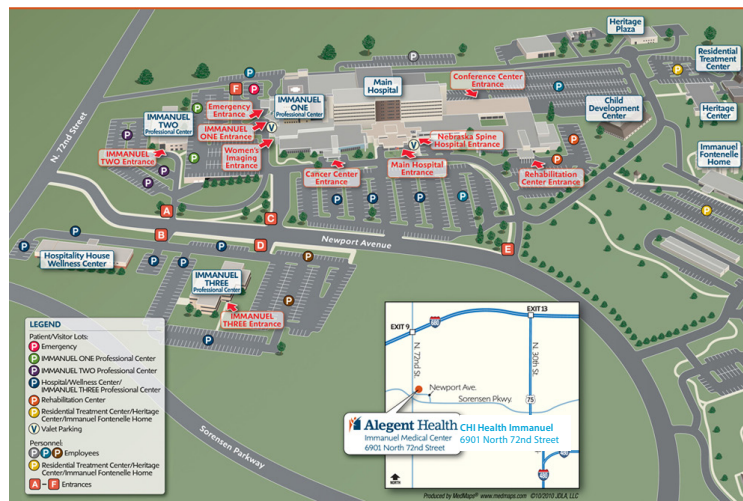 Heritage
Plaza
Residential
Treatment
Center
P
P
P
F
P
Main
Hospital
Conference Center
Entrance
P
Emergency
Entrance
IMMANUEL
ONE
Professional Center
Child
Development
Center
Heritage
Center
IMMANUEL
TWO
Professional Center
P
V
IMMANUEL
ONE Entrance
Nebraska Spine
Hospital Entrance
V
N. 72nd Street
P
P
IMMANUEL
TWO Entrance
P
Women's
Imaging
Entrance
Immanuel
Fontenelle
Home
P
P
Cancer Center
Entrance
Main Hospital
Entrance
Rehabilitation
Center Entrance
P
P
P
P
P
P
P
P
A
C
P
B
D
E
Newport Avenue
P
P
Hospitality House
Wellness Center
P
P
P
IMMANUEL
THREE
Professional Center
P
IMMANUEL
THREE Entrance
P
LEGEND
Patient/Visitor Lots:
P Emergency
P IMMANUEL ONE Professional Center
P IMMANUEL TWO Professional Center
P Hospital/Wellness Center/
IMMANUEL THREE Professional Center
P Rehabilitation Center
P Residential Treatment Center/Heritage
Center/Immanuel Fontenelle Home
V Valet Parking
Personnel:
P P P Employees
P Residential Treatment Center/Heritage
Center/Immanuel Fontenelle Home
A – F Entrances
Sorensen Parkway
EXIT 13
EXIT 9
N. 72nd St.
N. 30th St.
Newport Ave.
Sorensen Pkwy.
75
Alegent Health
Immanuel Medical Center
6901 North 72nd Street
CHI Health Immanuel
6901 North 72nd Street
NORTH
Produced by MedMaps® www.medmaps.com ©10/2010 JDLA, LLC